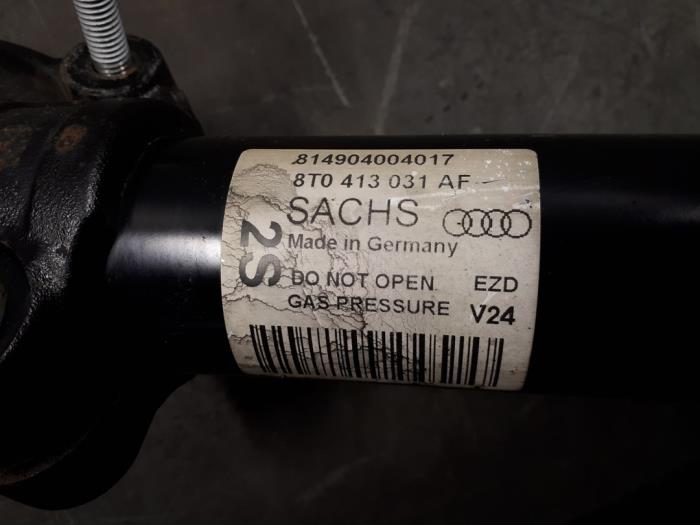 814904004017
8T0 413 031 AF
SACHS
Made in Germany
2S
DO NOT OPEN EZD
GAS PRESSURE V24